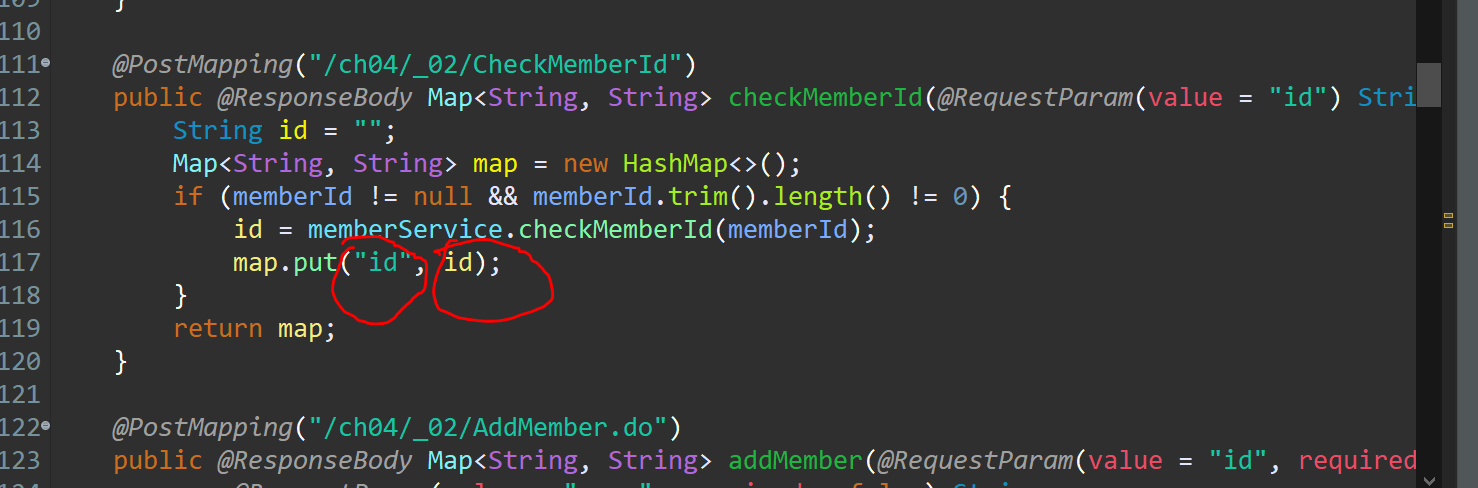 110
111 @PostMapping("/ch04/_02/CheckMemberId")
112 public @ResponseBody Map<String, String> checkMemberId(@RequestParam(value = "id") Stri
113 String id = "";
114 Map<String, String> map = new HashMap<>();
115 if (memberId != null && memberId.trim().length() != 0) {
116 id = memberService.checkMemberId(memberId);
117 map.put("id", id);
118 }
119 return map;
120 }
121
122 @PostMapping("/ch04/_02/AddMember.do")
123 public @ResponseBody Map<String, String> addMember(@RequestParam(value = "id", required